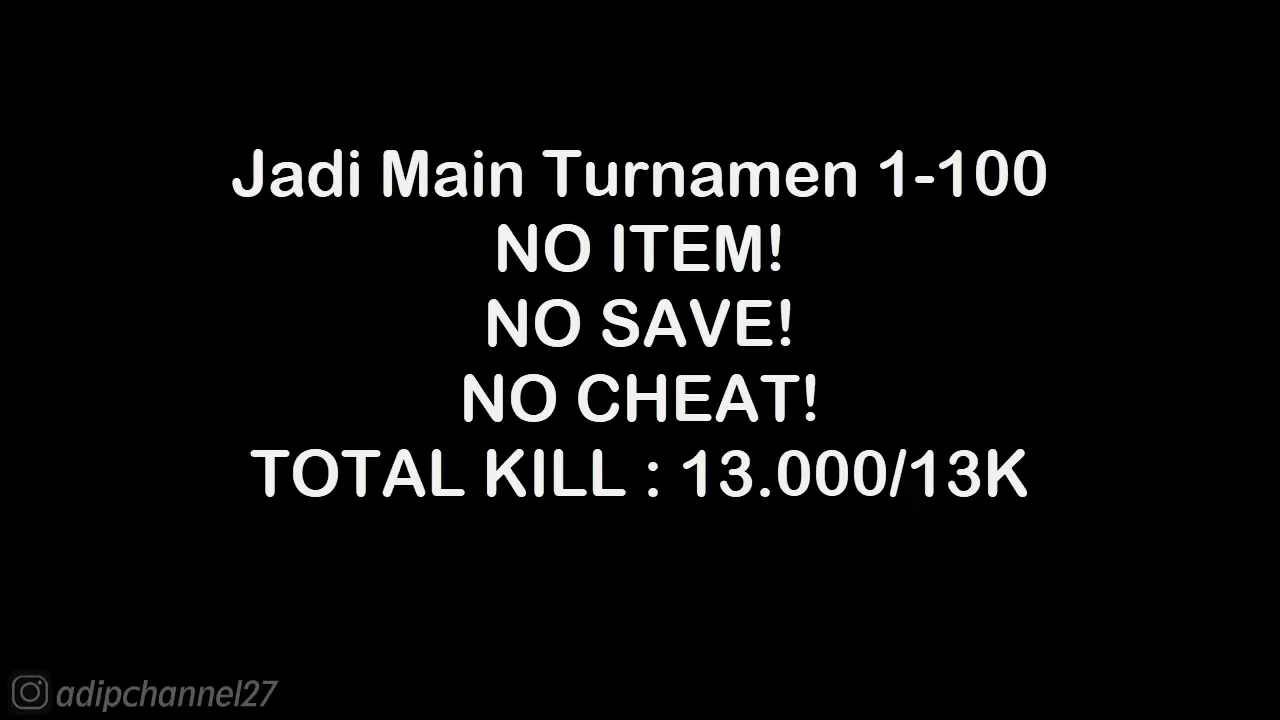 Jadi Main Turnamen 1-100
NO ITEM!
NO SAVE!
NO CHEAT!
TOTAL KILL : 13.000/13K
adipchannel27